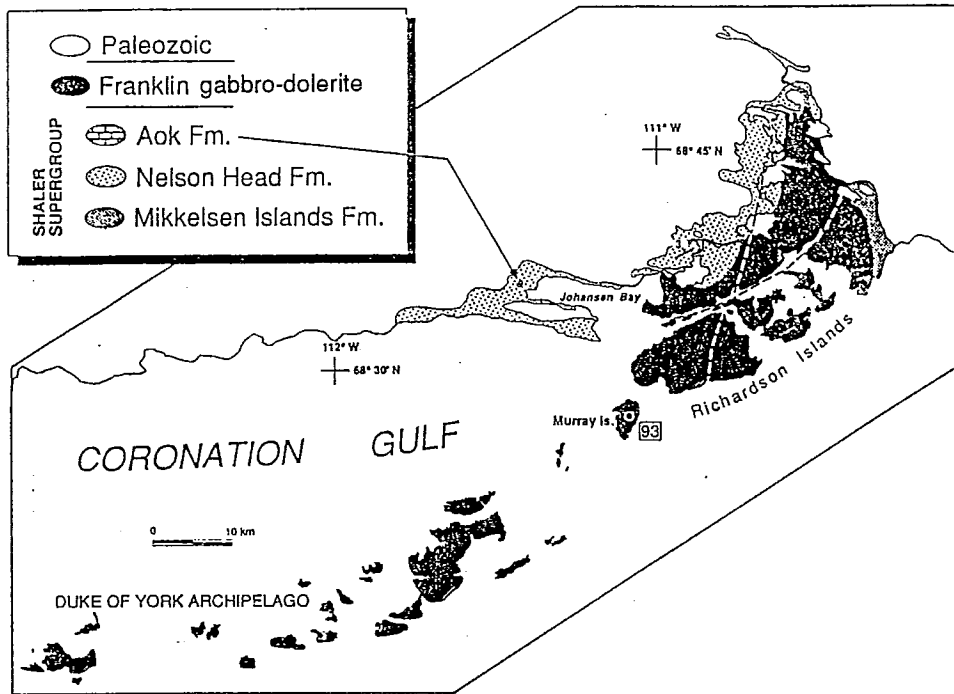 Paleozoic
Franklin gabbro-dolerite
SHALER
SUPERGROUP
Aok Fm.
Nelson Head Fm.
Mikkelsen Islands Fm.
111° W
68° 45' N
Johansen Bay
112° W
68° 30' N
Richardson Islands
Murray is.
93
CORONATION GULF
0 10 km
DUKE OF YORK ARCHIPELAGO